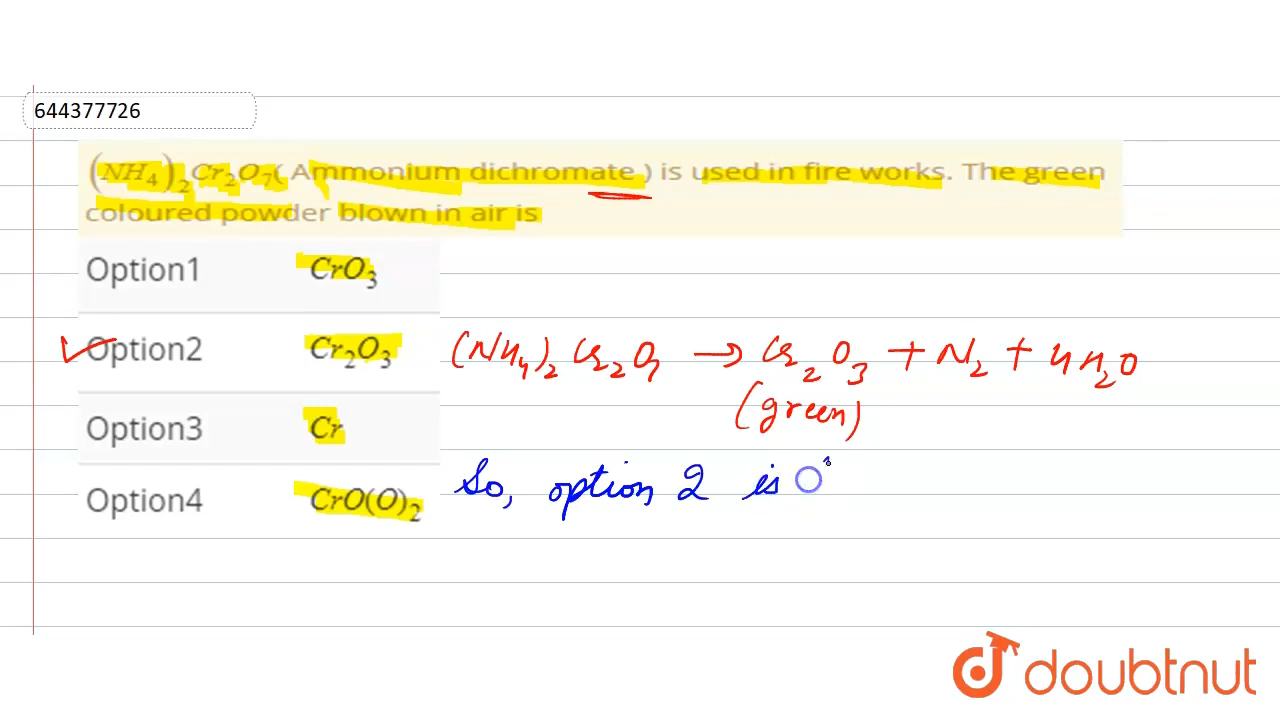 644377726
(NH₄)₂Cr₂O₇( Ammonium dichromate ) is used in fire works. The green
coloured powder blown in air is
Option1 CrO₃
Option2 Cr₂O₃ (NH₄)₂ Cr₂O₇ → Cr₂O₃ + N₂ + 4H₂O
(green)
Option3 Cr
Option4 CrO(O)₂ So, option 2 is
doubtnut